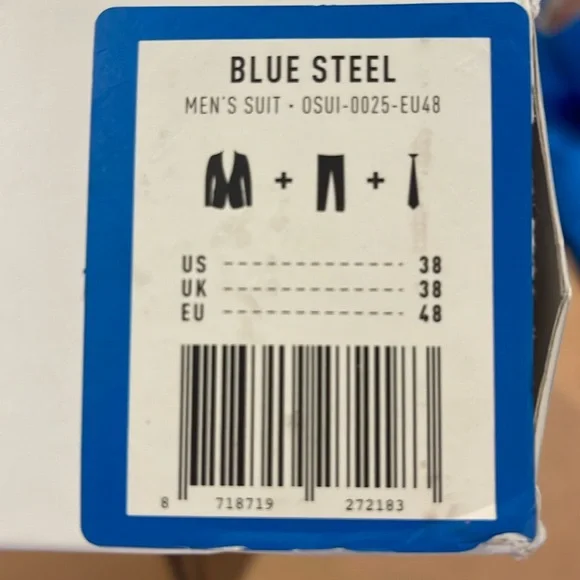 BLUE STEEL
MEN'S SUIT • OSUI-0025-EU48
+ +
US ---------------- 38
UK ---------------- 38
EU ---------------- 48
8 718719 272183